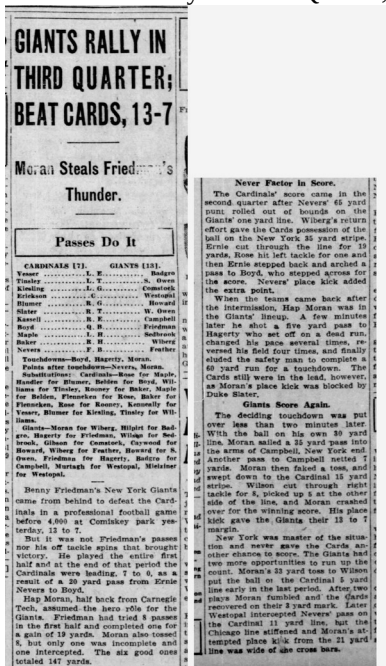 GIANTS RALLY IN
THIRD QUARTER;
BEAT CARDS, 13-7
Moran Steals Fried 's
Thunder.
Passes Do It
CARDINALS [7]. GIANTS [13].
Vesser ........ L. E. ........ Badgro
Tinsley ........ L. T. ........ S. Owen
Kiesling ........ L. G. ........ Comstock
Erickson ........ C. ........ Westopal
Blumer ........ R. G. ........ Howard
Slater ........ R. T. ........ W. Owen
Kassell ........ R. E. ........ Campbell
Boyd ........ Q. B. ........ Friedman
Maple ........ L. H. ........ Sedbrook
Baker ........ R. H. ........ Wiberg
Nevers ........ F. B. ........ Feather
Touchdowns—Boyd, Hagerty, Moran.
Points after touchdown—Nevers, Moran.
Substitutions: Cardinals—Rose for Maple,
Handler for Blumer, Belden for Boyd, Wil-
liams for Tinsley, Rooney for Baker, Maple
for Belden, Flenecken for Rose, Baker for
Flenecken, Rose for Rooney, Kenneally for
Vesser, Blumer for Kiesling, Tinsley for Wil-
liams.
Giants—Moran for Wiberg, Hilpirt for Bad-
gro, Hagerty for Friedman, Wilson for Sed-
brook, Gibson for Comstock, Caywood for
Howard, Wiberg for Feather, Howard for S.
Owen, Friedman for Hagerty, Badgro for
Campbell, Murtagh for Westopal, Mielziner
for Westopal.
Benny Friedman's New York Giants
came from behind to defeat the Card-
inals in a professional football game
before 4,000 at Comiskey park yes-
terday, 13 to 7.
But it was not Friedman's passes
nor his off tackle spins that brought
victory. He played the entire first
half and at the end of that period the
Cardinals were leading, 7 to 0, as a
result of a 20 yard pass from Ernie
Nevers to Boyd.
Hap Moran, half back from Carnegie
Tech, assumed the hero rôle for the
Giants. Friedman had tried 8 passes
in the first half and completed one for
a gain of 19 yards. Moran also tossed
8, but only one was incomplete and
one intercepted. The six good ones
totaled 147 yards.
Never Factor in Score.
The Cardinals' score came in the
second quarter after Nevers' 65 yard
punt rolled out of bounds on the
Giants' one yard line. Wiberg's return
effort gave the Cards possession of the
ball on the New York 35 yard stripe.
Ernie cut through the line for 19
yards, Rose hit left tackle for one and
then Ernie stepped back and arched a
pass to Boyd, who stepped across for
the score. Nevers' place kick added
the extra point.
When the teams came back after
the intermission, Hap Moran was in
the Giants' lineup. A few minutes
later he shot a five yard pass to
Hagerty who set off on a dead run,
changed his pace several times, re-
versed his field four times, and finally
eluded the safety man to complete a
60 yard run for a touchdown. The
Cards still were in the lead, however,
as Moran's place kick was blocked by
Duke Slater.
Giants Score Again.
The deciding touchdown was put
over less than two minutes later.
With the ball on his own 30 yard
line, Moran sailed a 35 yard pass into
the arms of Campbell, New York end.
Another pass to Campbell netted 7
yards. Moran then faked a toss, and
swept down to the Cardinal 15 yard
stripe. Wilson cut through right
tackle for 8, picked up 5 at the other
side of the line, and Moran crashed
over for the winning score. His place
kick gave the Giants their 13 to 7
margin.
New York was master of the situa-
tion and never gave the Cards an-
other chance to score. The Giants had
two more opportunities to run up the
count. Moran's 23 yard toss to Wilson
put the ball on the Cardinal 5 yard
line early in the last period. After two
plays Moran fumbled and the Cards
recovered on their 3 yard mark. Later
Westopal intercepted Nevers' pass on
the Cardinal 11 yard line, but the
Chicago line stiffened and Moran's at-
tempted place kick from the 21 yard
line was wide of the cross bars.